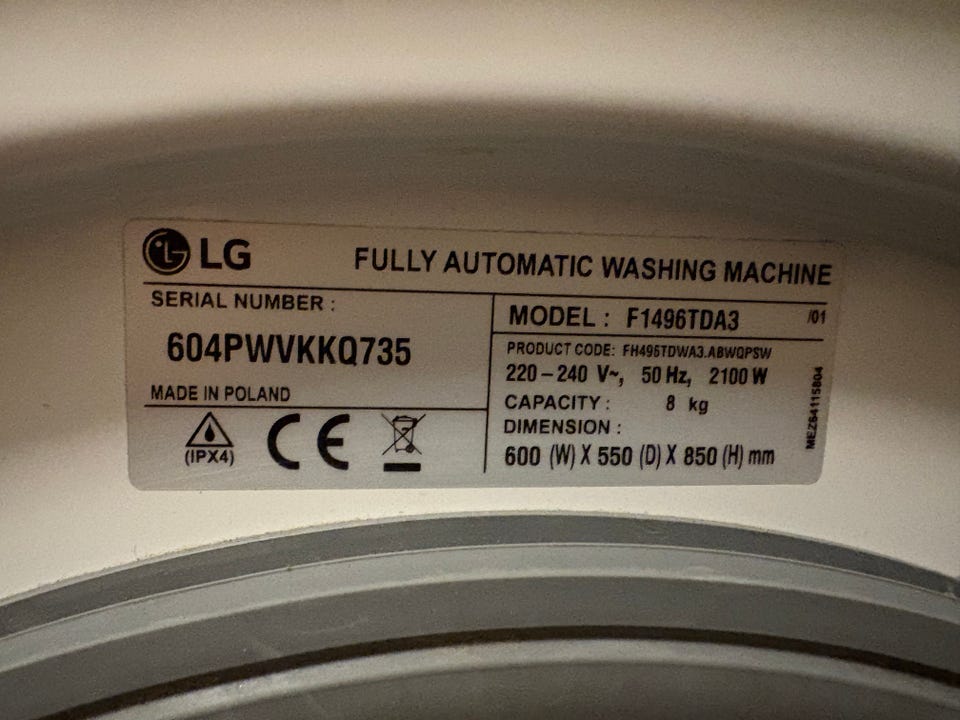 LG
FULLY AUTOMATIC WASHING MACHINE
SERIAL NUMBER :
604PWVKKQ735
MADE IN POLAND
(IPX4)
CE
MODEL : F1496TDA3 /01
PRODUCT CODE: FH495TDWA3.ABWQPSW
220 – 240 V~, 50 Hz, 2100 W
CAPACITY : 8 kg
DIMENSION :
600 (W) X 550 (D) X 850 (H) mm
MEZ64115804